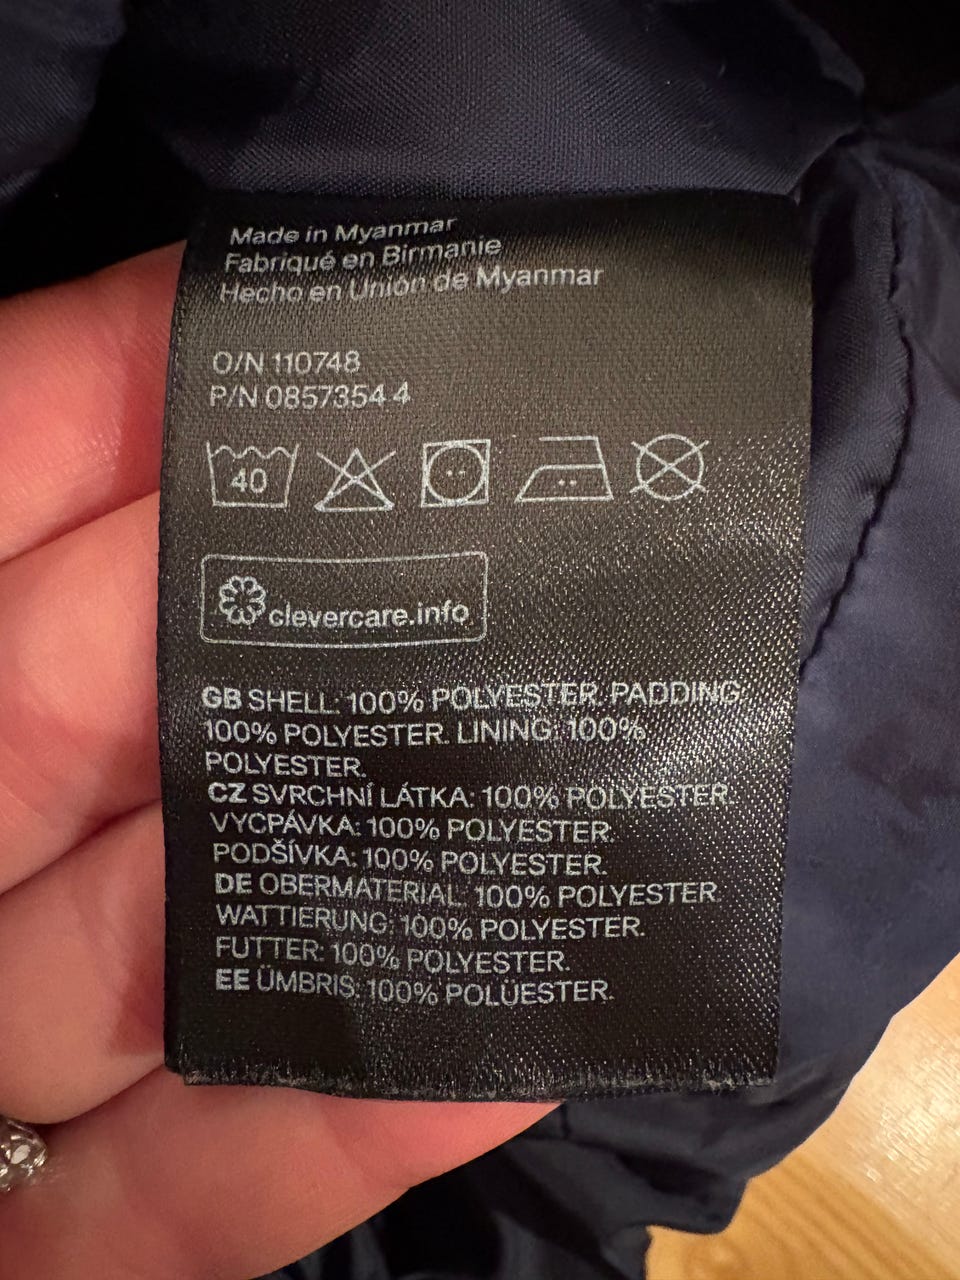 Made in Myanmar
Fabriqué en Birmanie
Hecho en Unión de Myanmar
O/N 110748
P/N 0857354 4
40
clevercare.info
GB SHELL: 100% POLYESTER. PADDING:
100% POLYESTER. LINING: 100%
POLYESTER.
CZ SVRCHNÍ LÁTKA: 100% POLYESTER.
VYCPÁVKA: 100% POLYESTER.
PODŠÍVKA: 100% POLYESTER.
DE OBERMATERIAL: 100% POLYESTER.
WATTIERUNG: 100% POLYESTER.
FUTTER: 100% POLYESTER.
EE ÜMBRIS: 100% POLÜESTER.